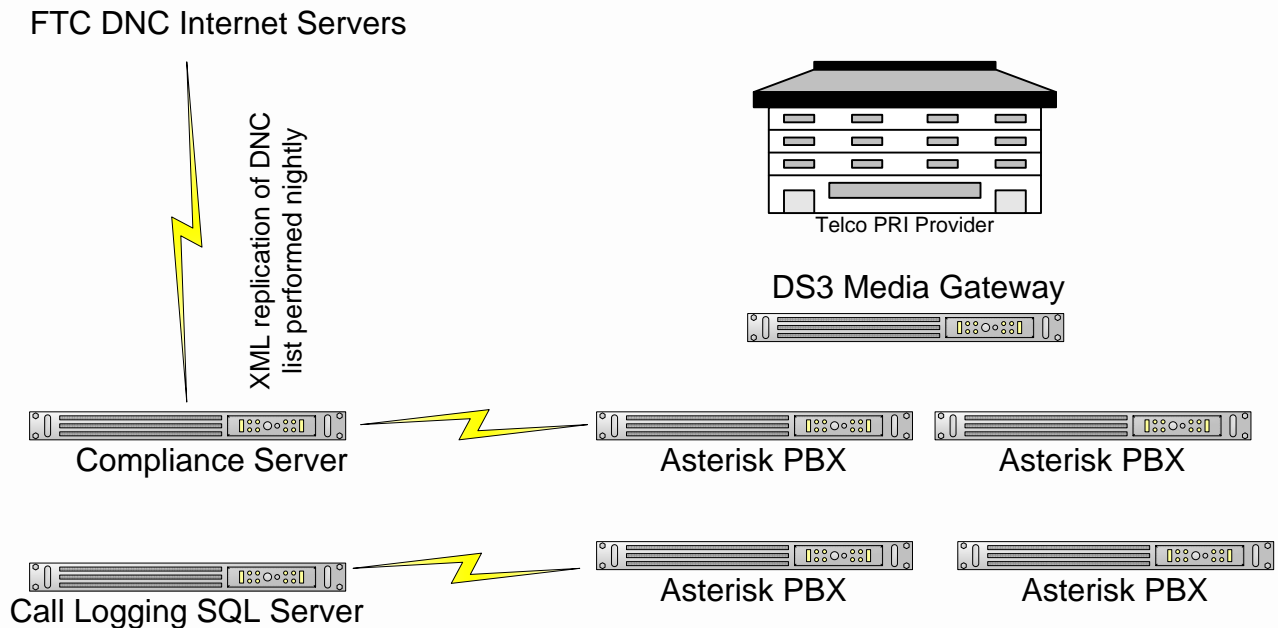 FTC DNC Internet Servers
XML replication of DNC
list performed nightly
Telco PRI Provider
DS3 Media Gateway
Compliance Server
Asterisk PBX
Asterisk PBX
Call Logging SQL Server
Asterisk PBX
Asterisk PBX